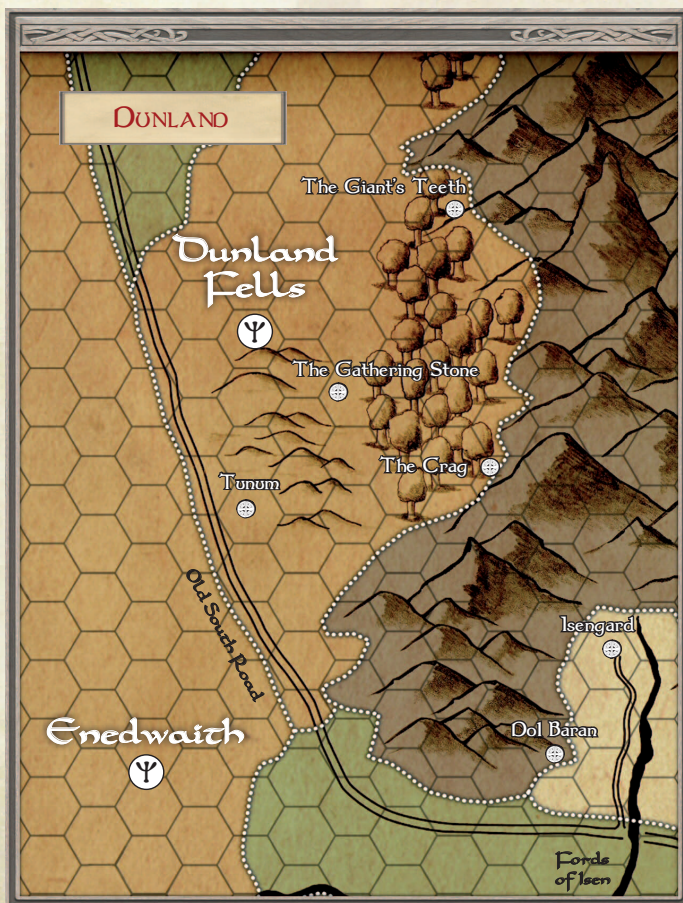 Dunland
The Giant's Teeth
Dunland
Fells
The Gathering Stone
The Crag
Tunum
Old South Road
Isengard
Enedwaith
Dol Baran
Fords
of Isen